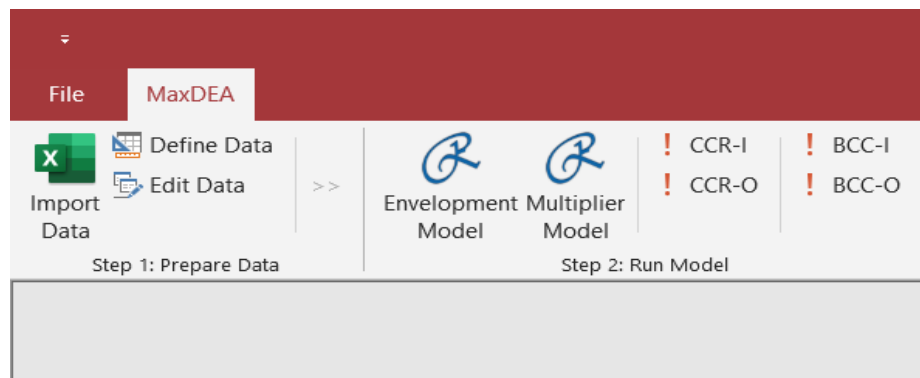 File MaxDEA
Define Data
Edit Data
>>
Import
Data
Step 1: Prepare Data
Envelopment
Model
Multiplier
Model
! CCR-I
! CCR-O
! BCC-I
! BCC-O
Step 2: Run Model